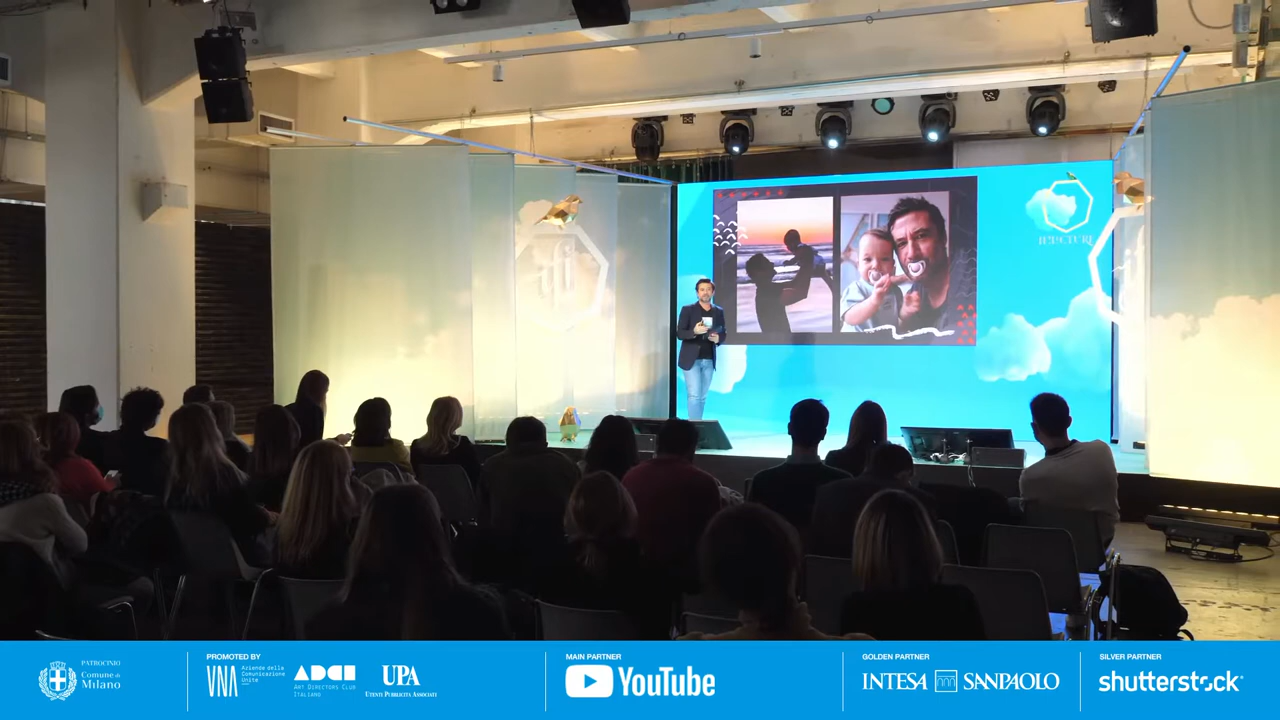 PATROCINIO
Comune di
Milano
PROMOTED BY
VNA
Aziende della
Comunicazione
Unite
ADCI
ART DIRECTORS CLUB
ITALIANO
UPA
UTENTI PUBBLICITÀ ASSOCIATI
MAIN PARTNER
YouTube
GOLDEN PARTNER
INTESA SANPAOLO
SILVER PARTNER
shutterstock